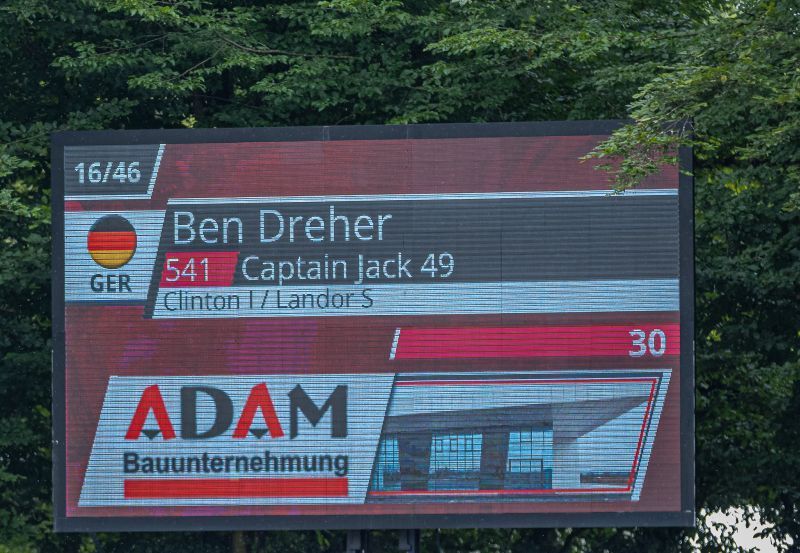 16/46
Ben Dreher
GER
541 Captain Jack 49
Clinton I / Landor S
30
ADAM
Bauunternehmung